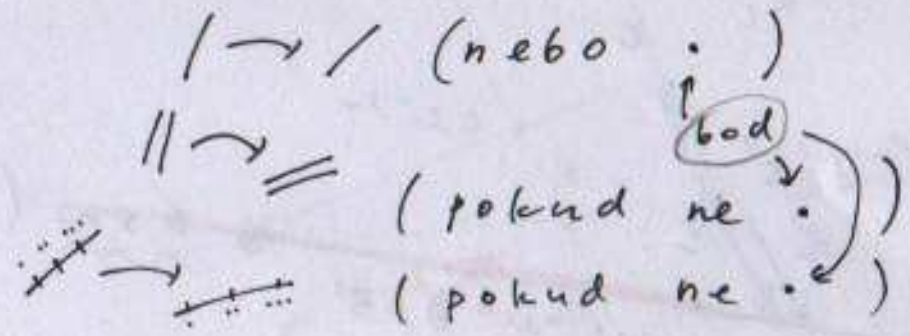 / → / (nebo · )
bod
// → // (pokud ne · )
→ (pokud ne · )